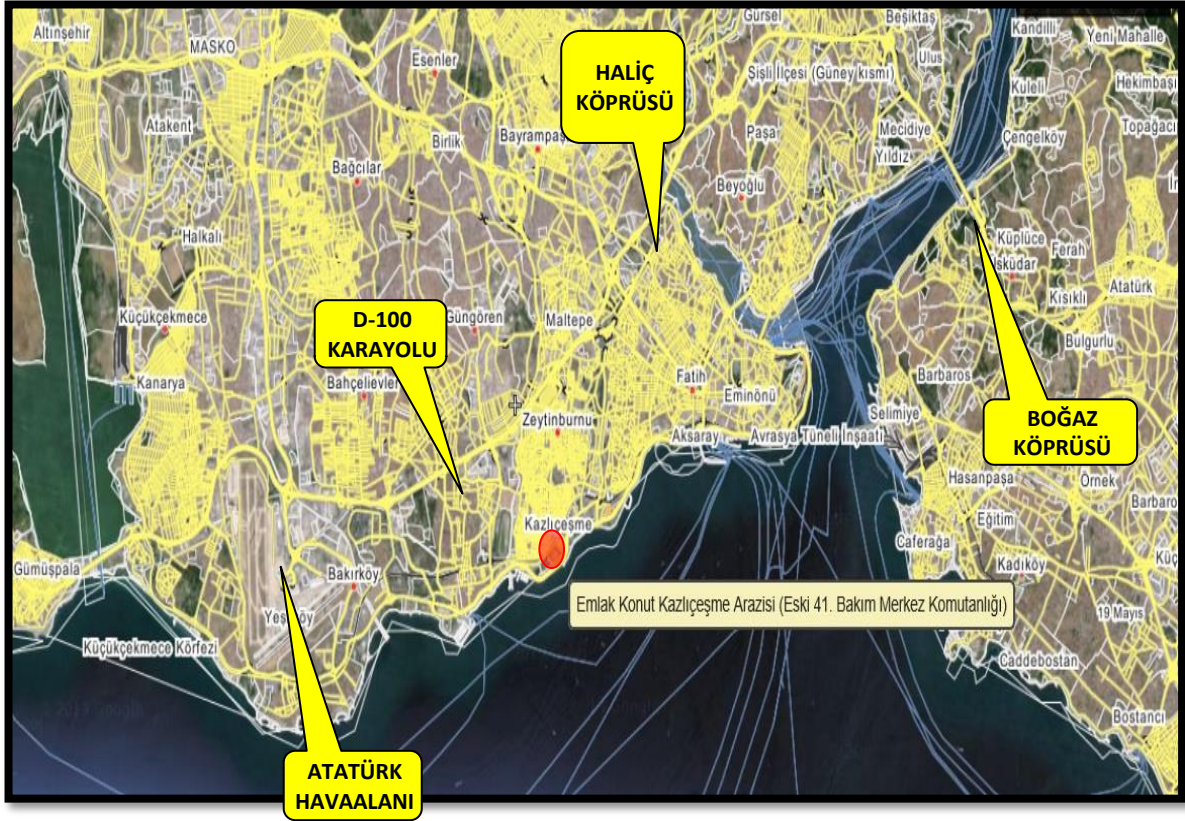 Altınşehir
MASKO
Esenler
Gürsel
Beşiktaş
Kandilli
Yeni Mahalle
Ulus
Şişli İlçesi (Güney kısmı)
Kuleli
Hekimbaşı
HALİÇ
KÖPRÜSÜ
Atakent
Birlik
Bayrampaşa
Paşa
Mecidiye
Yıldız
Çengelköy
Topağacı
Bağcılar
Beyoğlu
Halkalı
Küplüce
Ferah
Üsküdar
Kısıklı
Atatürk
Küçükçekmece
D-100
KARAYOLU
Güngören
Maltepe
Bulgurlu
Kanarya
Bahçelievler
Fatih
Eminönü
Barbaros
Zeytinburnu
Selimiye
BOĞAZ
KÖPRÜSÜ
Aksaray
Avrasya Tüneli İnşaatı
Hasanpaşa
Örnek
Barbaro
Kazlıçeşme
Eğitim
Caferağa
Kadıköy
Küç
Gümüşpala
Bakırköy
Emlak Konut Kazlıçeşme Arazisi (Eski 41. Bakım Merkez Komutanlığı)
Yeşilköy
19 Mayıs
Küçükçekmece Körfezi
Caddebostan
Bostancı
ATATÜRK
HAVAALANI